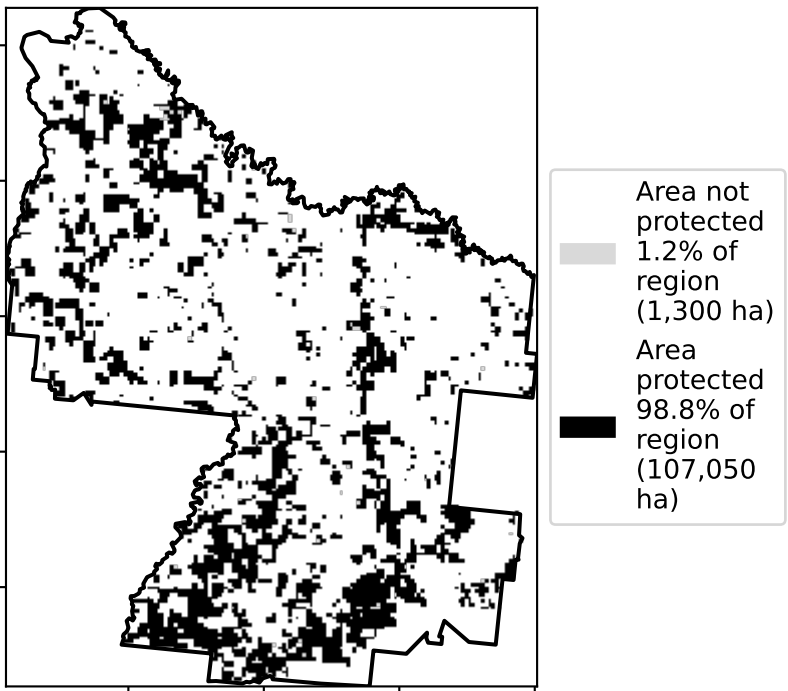 Area not
protected
1.2% of
region
(1,300 ha)
Area
protected
98.8% of
region
(107,050
ha)